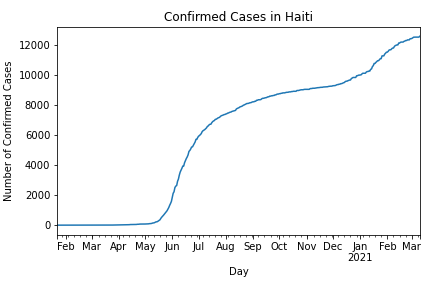 Confirmed Cases in Haiti
Number of Confirmed Cases
12000
10000
8000
6000
4000
2000
0
Feb Mar Apr May Jun Jul Aug Sep Oct Nov Dec Jan Feb Mar
2021
Day